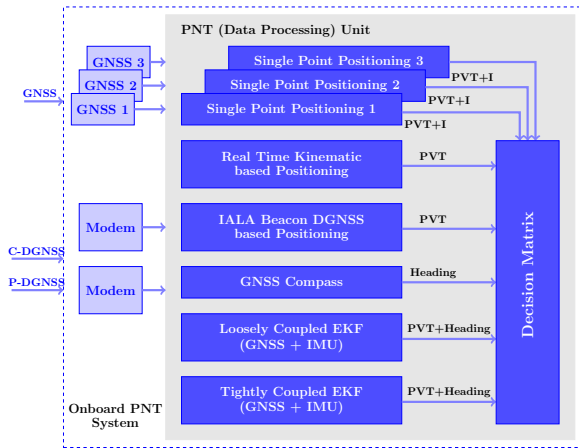 PNT (Data Processing) Unit
GNSS 3
Single Point Positioning 3
GNSS 2
Single Point Positioning 2
PVT+I
GNSS
GNSS 1
Single Point Positioning 1
PVT+I
PVT+I
Real Time Kinematic
based Positioning
PVT
Modem
IALA Beacon DGNSS
based Positioning
PVT
Decision Matrix
C-DGNSS
P-DGNSS
Modem
GNSS Compass
Heading
Loosely Coupled EKF
(GNSS + IMU)
PVT+Heading
Tightly Coupled EKF
(GNSS + IMU)
PVT+Heading
Onboard PNT
System